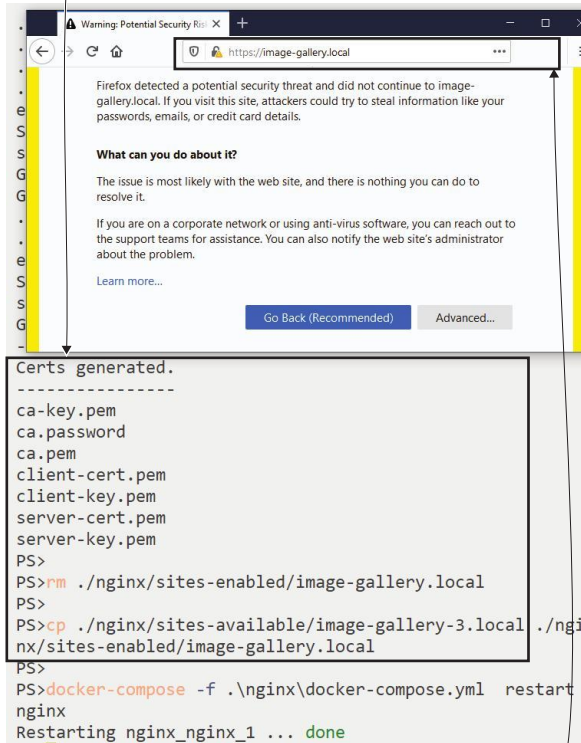 Warning: Potential Security Ris
https://image-gallery.local
Firefox detected a potential security threat and did not continue to image-
gallery.local. If you visit this site, attackers could try to steal information like your
passwords, emails, or credit card details.
What can you do about it?
The issue is most likely with the web site, and there is nothing you can do to
resolve it.
If you are on a corporate network or using anti-virus software, you can reach out to
the support teams for assistance. You can also notify the web site's administrator
about the problem.
Learn more...
Go Back (Recommended) Advanced...
e
S
s
G
G
e
S
s
G
Certs generated.
----------------
ca-key.pem
ca.password
ca.pem
client-cert.pem
client-key.pem
server-cert.pem
server-key.pem
PS>
PS>rm ./nginx/sites-enabled/image-gallery.local
PS>
PS>cp ./nginx/sites-available/image-gallery-3.local ./ngi
nx/sites-enabled/image-gallery.local
PS>
PS>docker-compose -f .\nginx\docker-compose.yml restart
nginx
Restarting nginx_nginx_1 ... done